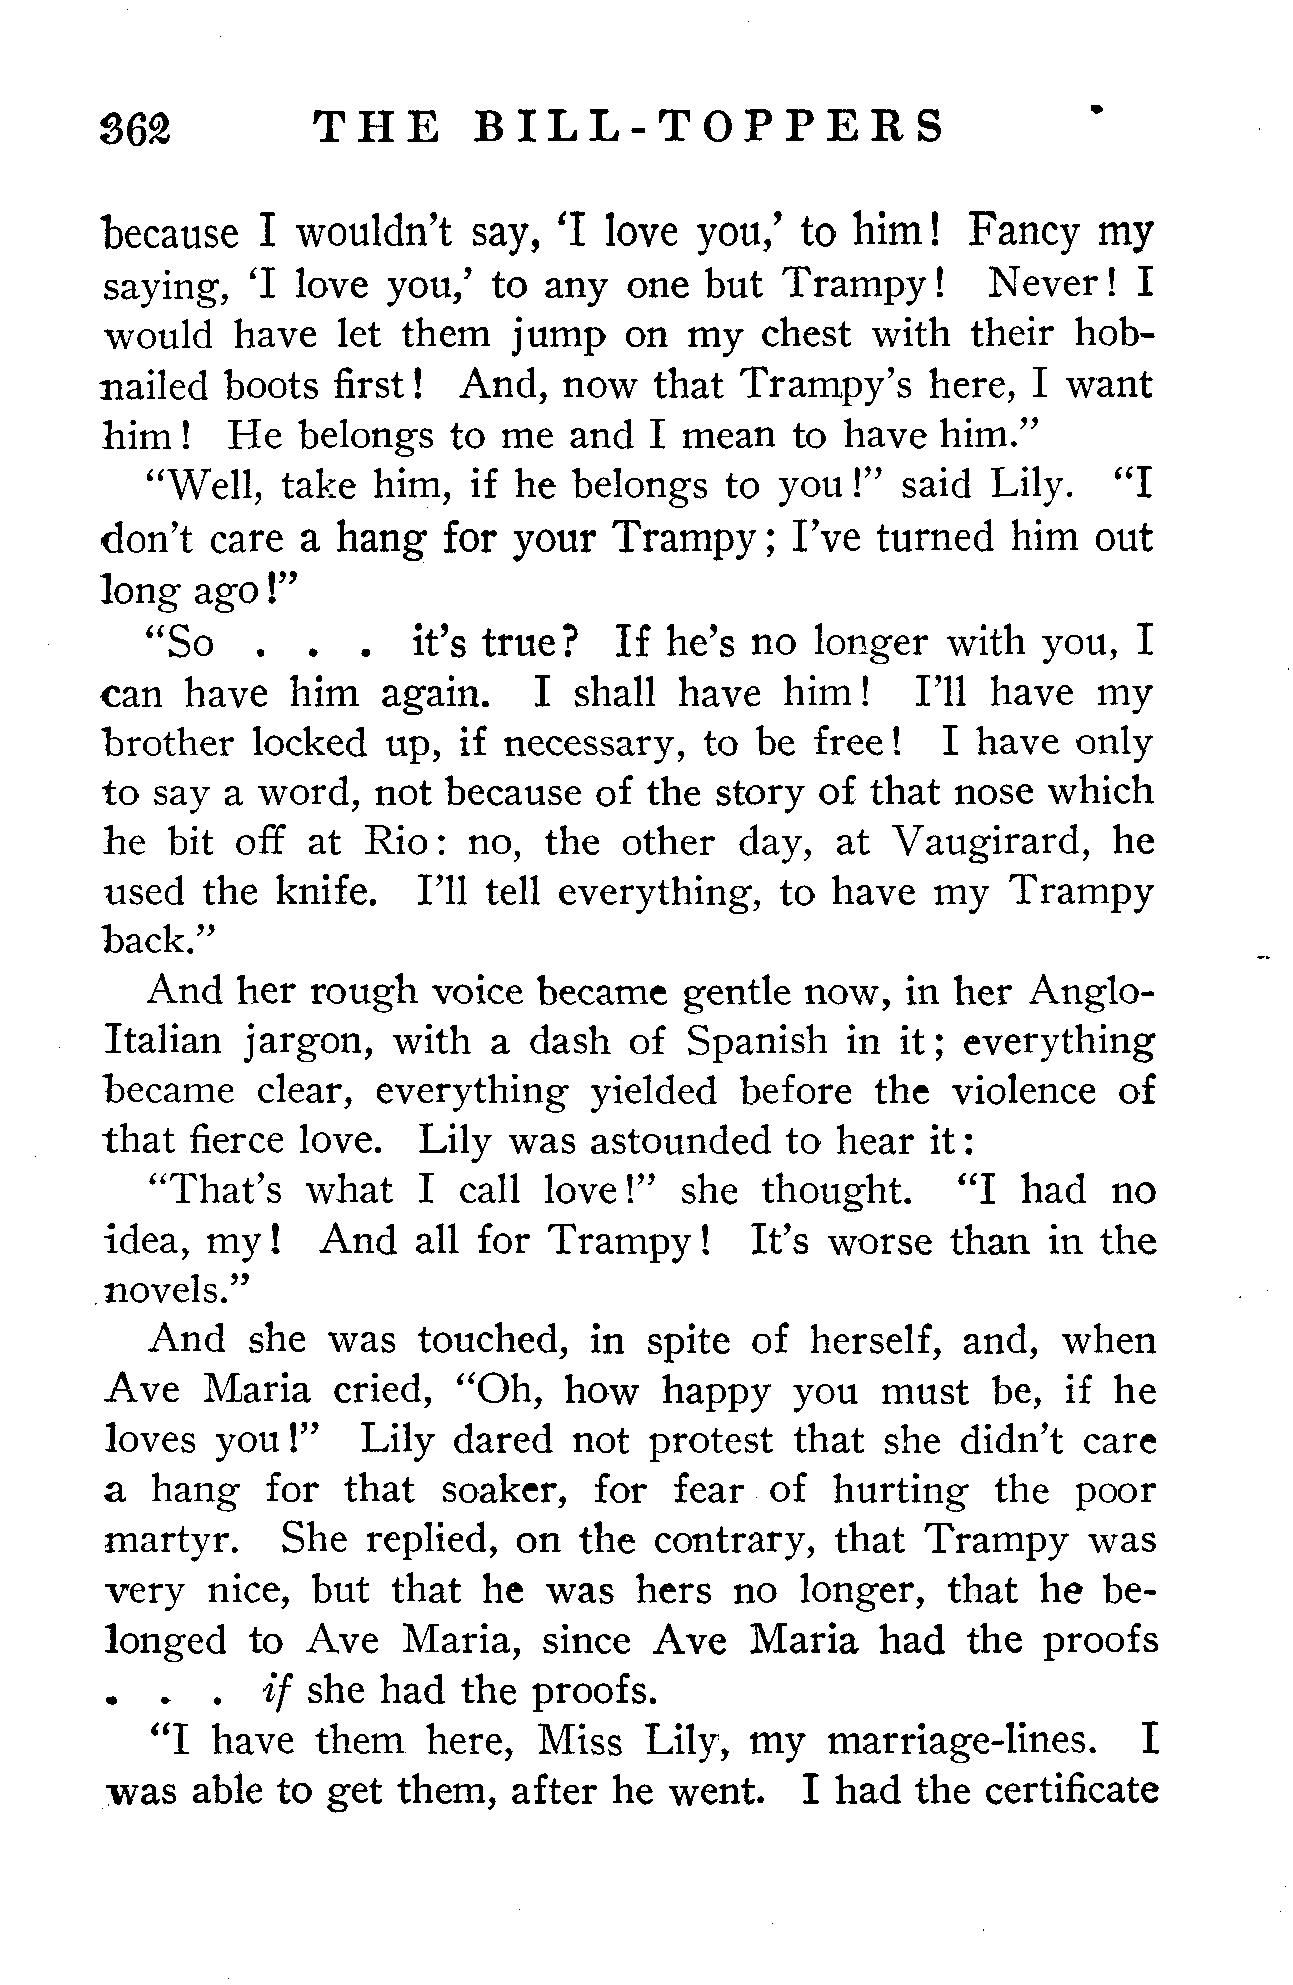 362 THE BILL-TOPPERS
because I wouldn't say, 'I love you,' to him! Fancy my
saying, 'I love you,' to any one but Trampy! Never! I
would have let them jump on my chest with their hob-
nailed boots first! And, now that Trampy's here, I want
him! He belongs to me and I mean to have him."
"Well, take him, if he belongs to you!" said Lily. "I
don't care a hang for your Trampy; I've turned him out
long ago!"
"So . . . it's true? If he's no longer with you, I
can have him again. I shall have him! I'll have my
brother locked up, if necessary, to be free! I have only
to say a word, not because of the story of that nose which
he bit off at Rio: no, the other day, at Vaugirard, he
used the knife. I'll tell everything, to have my Trampy
back."
And her rough voice became gentle now, in her Anglo-
Italian jargon, with a dash of Spanish in it; everything
became clear, everything yielded before the violence of
that fierce love. Lily was astounded to hear it:
"That's what I call love!" she thought. "I had no
idea, my! And all for Trampy! It's worse than in the
novels."
And she was touched, in spite of herself, and, when
Ave Maria cried, "Oh, how happy you must be, if he
loves you!" Lily dared not protest that she didn't care
a hang for that soaker, for fear of hurting the poor
martyr. She replied, on the contrary, that Trampy was
very nice, but that he was hers no longer, that he be-
longed to Ave Maria, since Ave Maria had the proofs
. . . if she had the proofs.
"I have them here, Miss Lily, my marriage-lines. I
was able to get them, after he went. I had the certificate